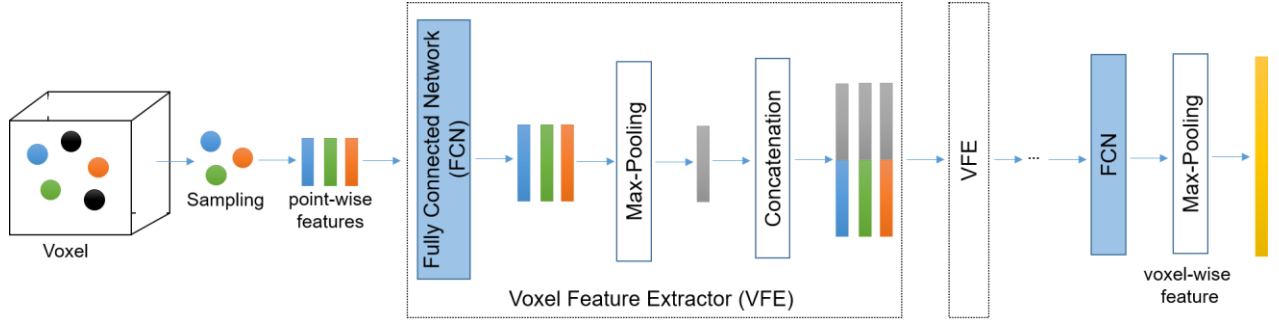 Voxel
Sampling
point-wise
features
Fully Connected Network
(FCN)
Max-Pooling
Concatenation
Voxel Feature Extractor (VFE)
VFE
...
FCN
Max-Pooling
voxel-wise
feature